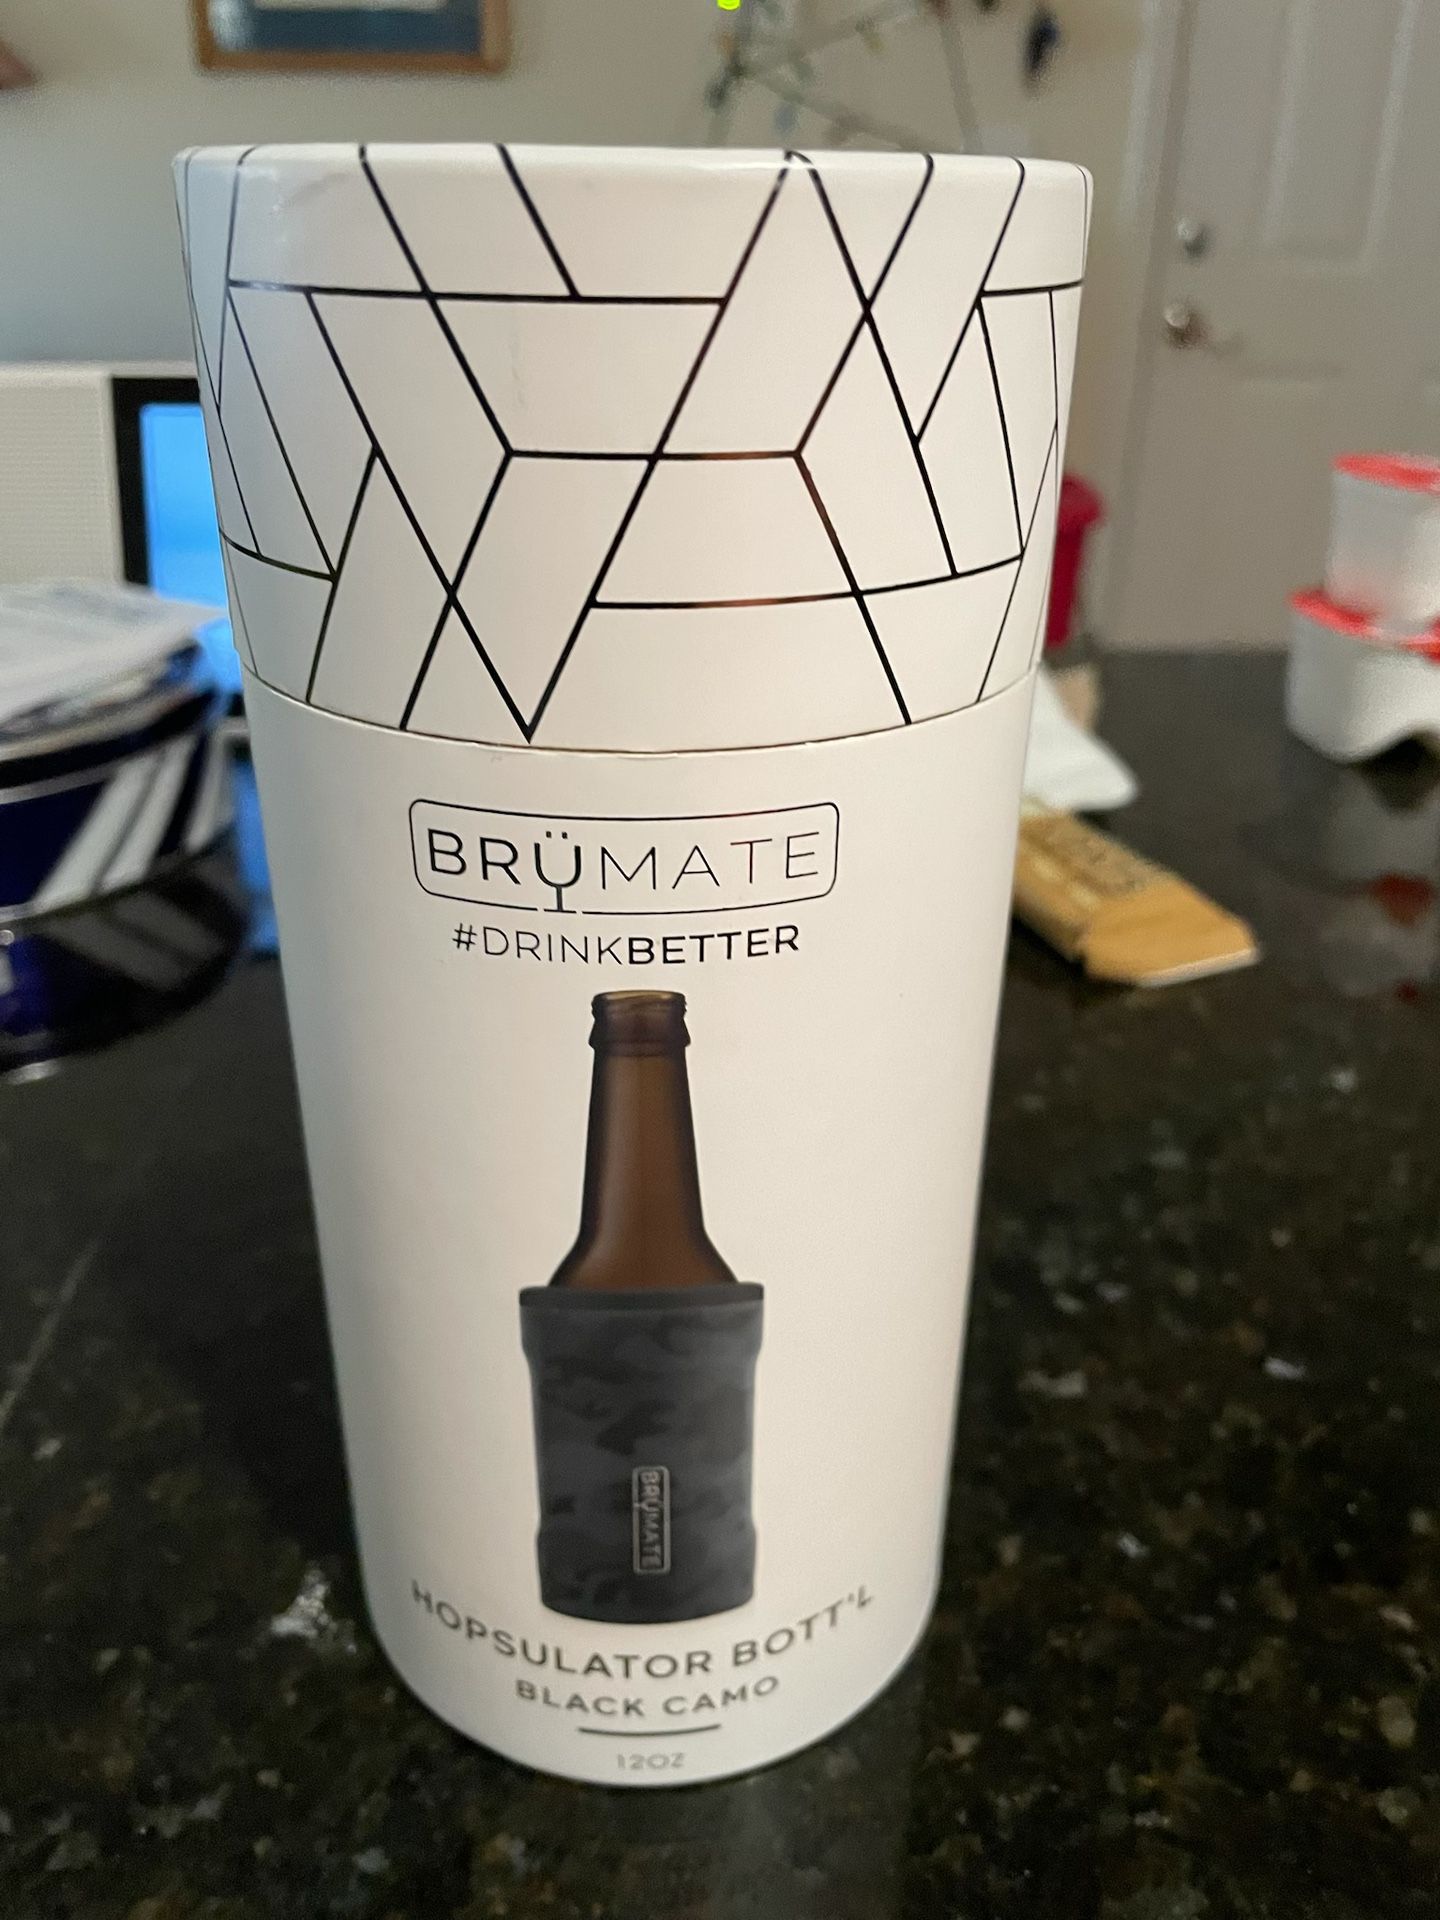 BRÜMATE
#DRINKBETTER
BRÜMATE
HOPSULATOR BOTT'L
BLACK CAMO
12OZ